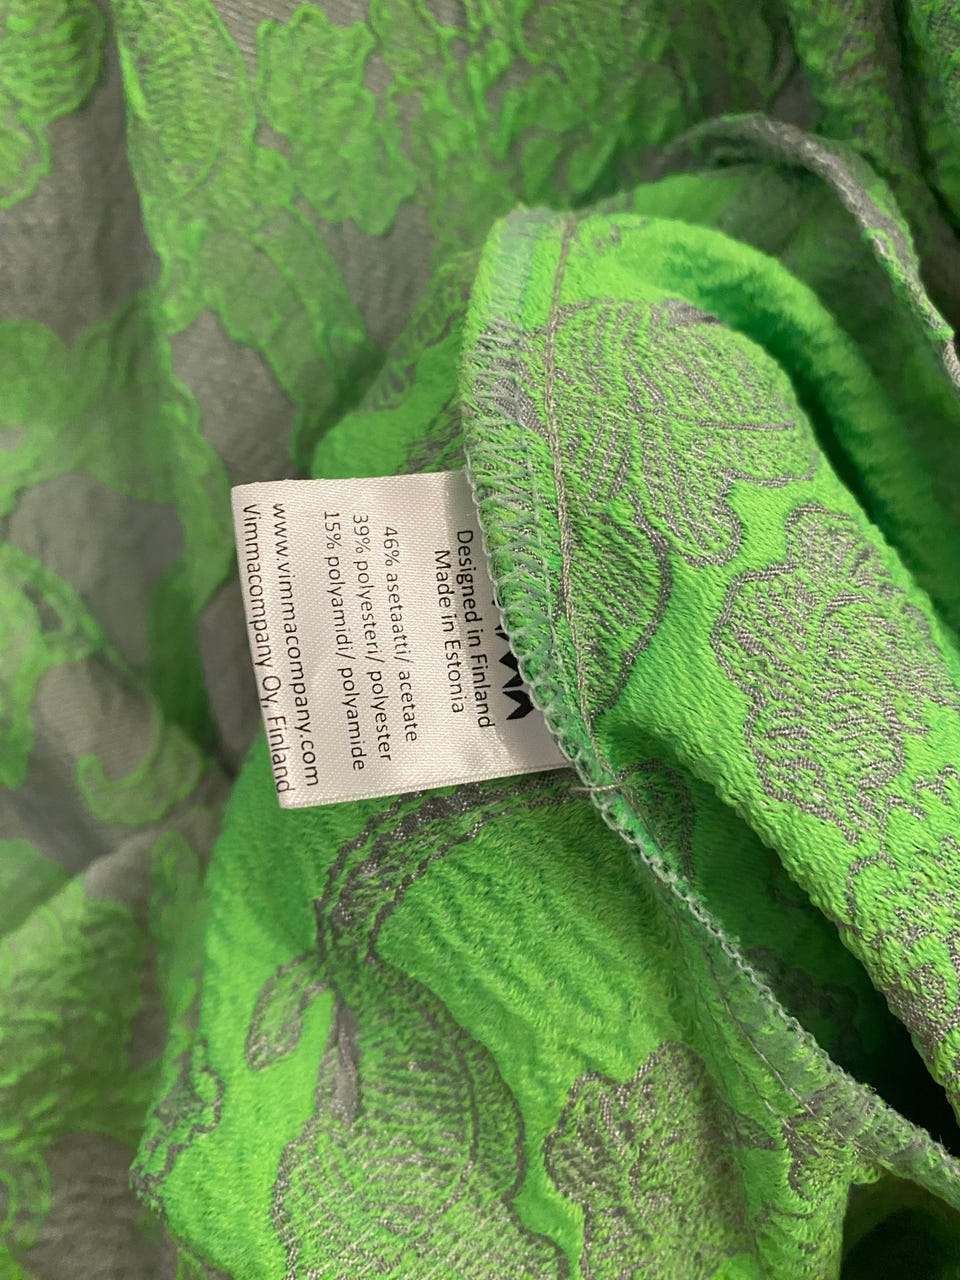 Designed in Finland
Made in Estonia
46% asetaatti/ acetate
39% polyesteri/ polyester
15% polyamidi/ polyamide
www.vimmacompany.com
Vimmacompany Oy, Finland